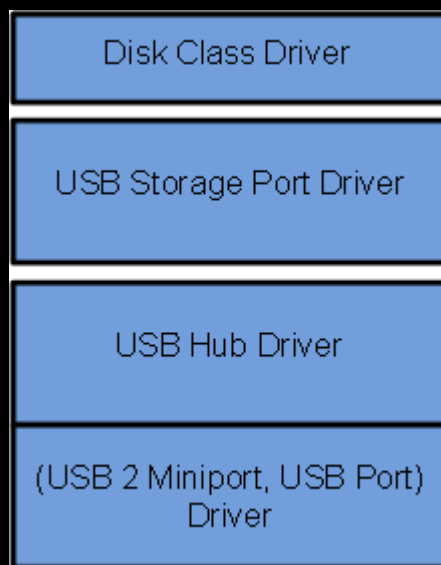 Disk Class Driver
USB Storage Port Driver
USB Hub Driver
(USB 2 Miniport, USB Port)
Driver